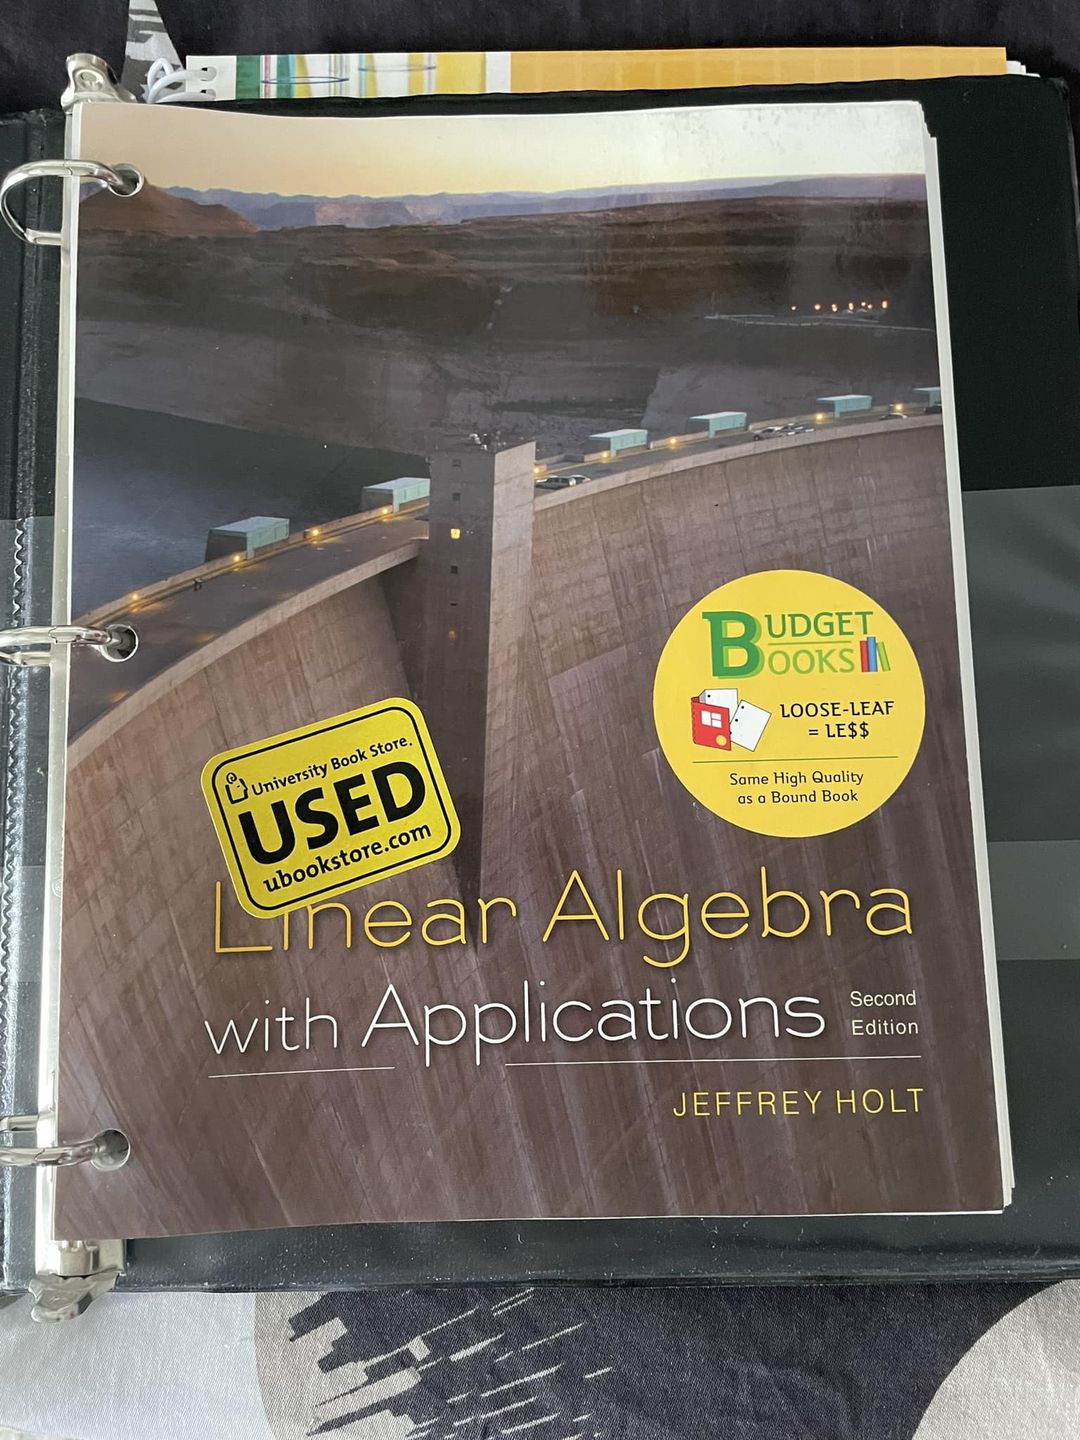 BUDGET
BOOKS
LOOSE-LEAF
= LE$$
Same High Quality
as a Bound Book
University Book Store.
USED
ubookstore.com
Linear Algebra
with Applications
Second
Edition
JEFFREY HOLT